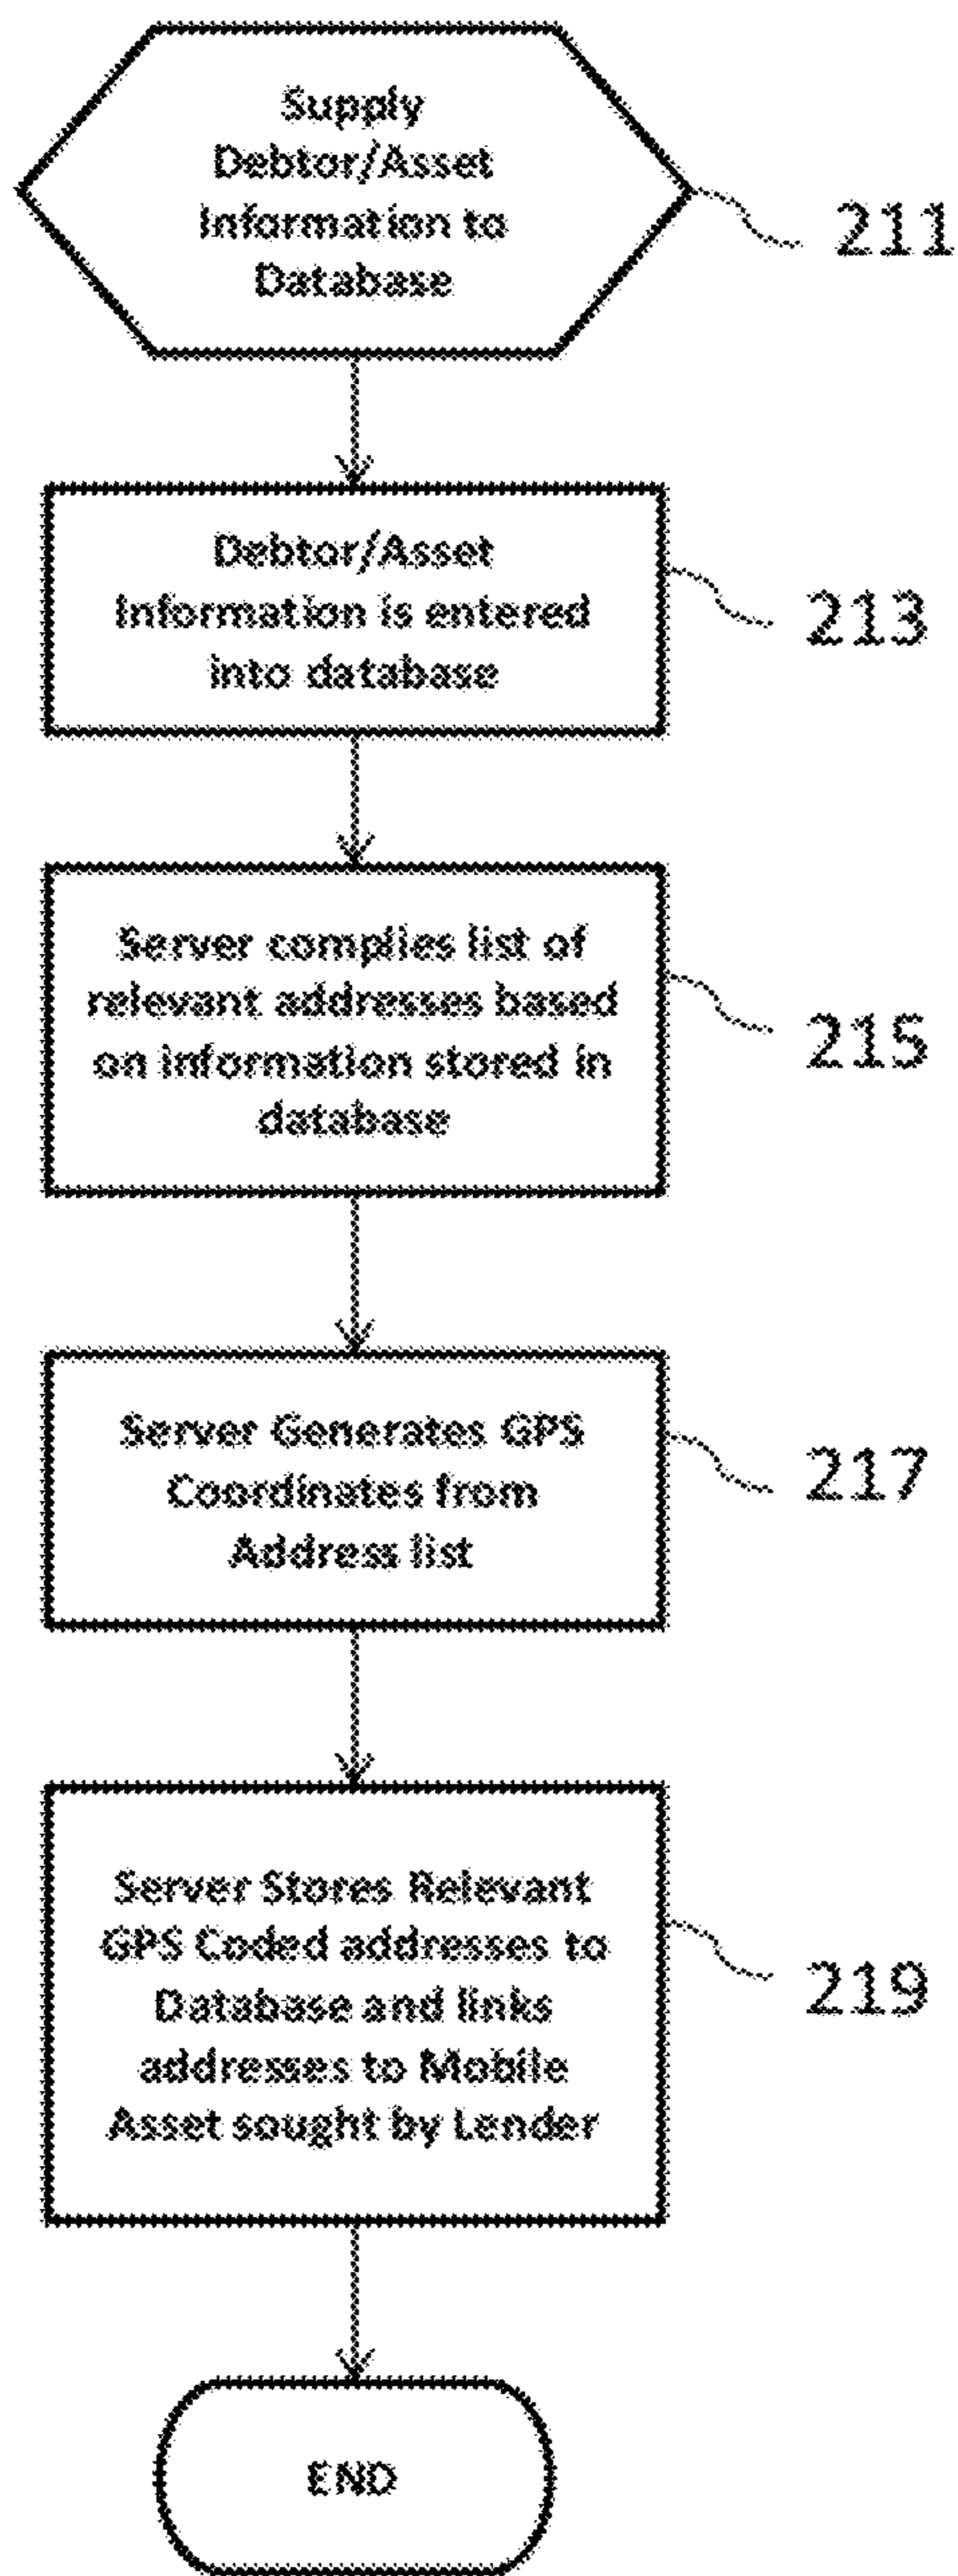 Supply
Debtor/Asset
Information to
Database
211
Debtor/Asset
Information is entered
into database
213
Server complies list of
relevant addresses based
on information stored in
database
215
Server Generates GPS
Coordinates from
Address list
217
Server Stores Relevant
GPS Coded addresses to
Database and links
addresses to Mobile
Asset sought by Lender
219
END